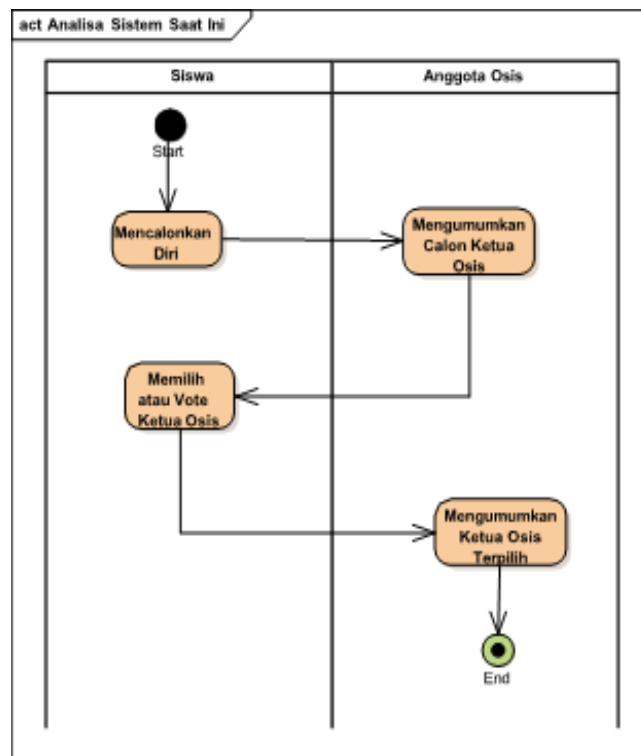 act Analisa Sistem Saat Ini
Siswa
Anggota Osis
Start
Mencalonkan
Diri
Mengumumkan
Calon Ketua
Osis
Memilih
atau Vote
Ketua Osis
Mengumumkan
Ketua Osis
Terpilih
End